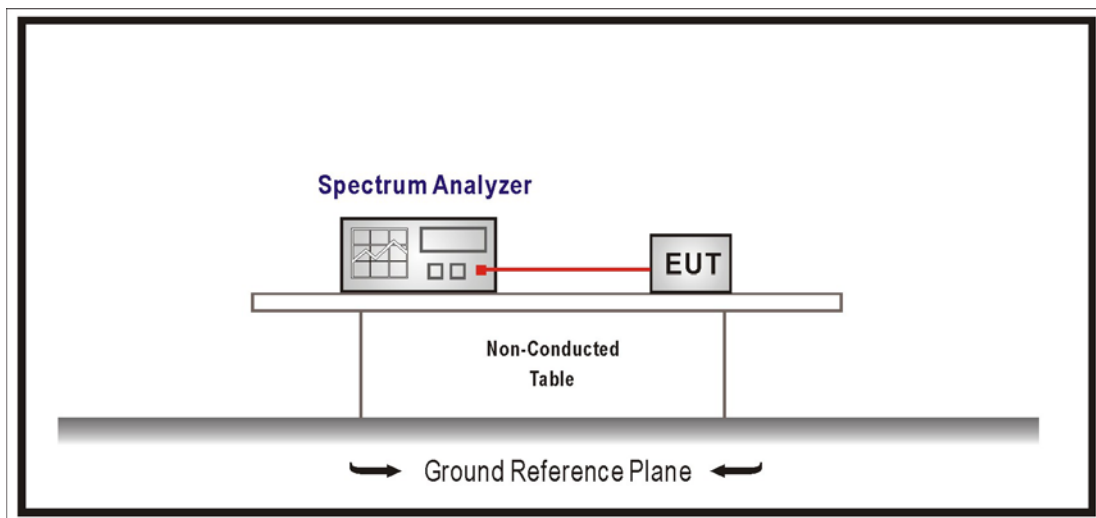 Spectrum Analyzer
EUT
Non-Conducted
Table
Ground Reference Plane